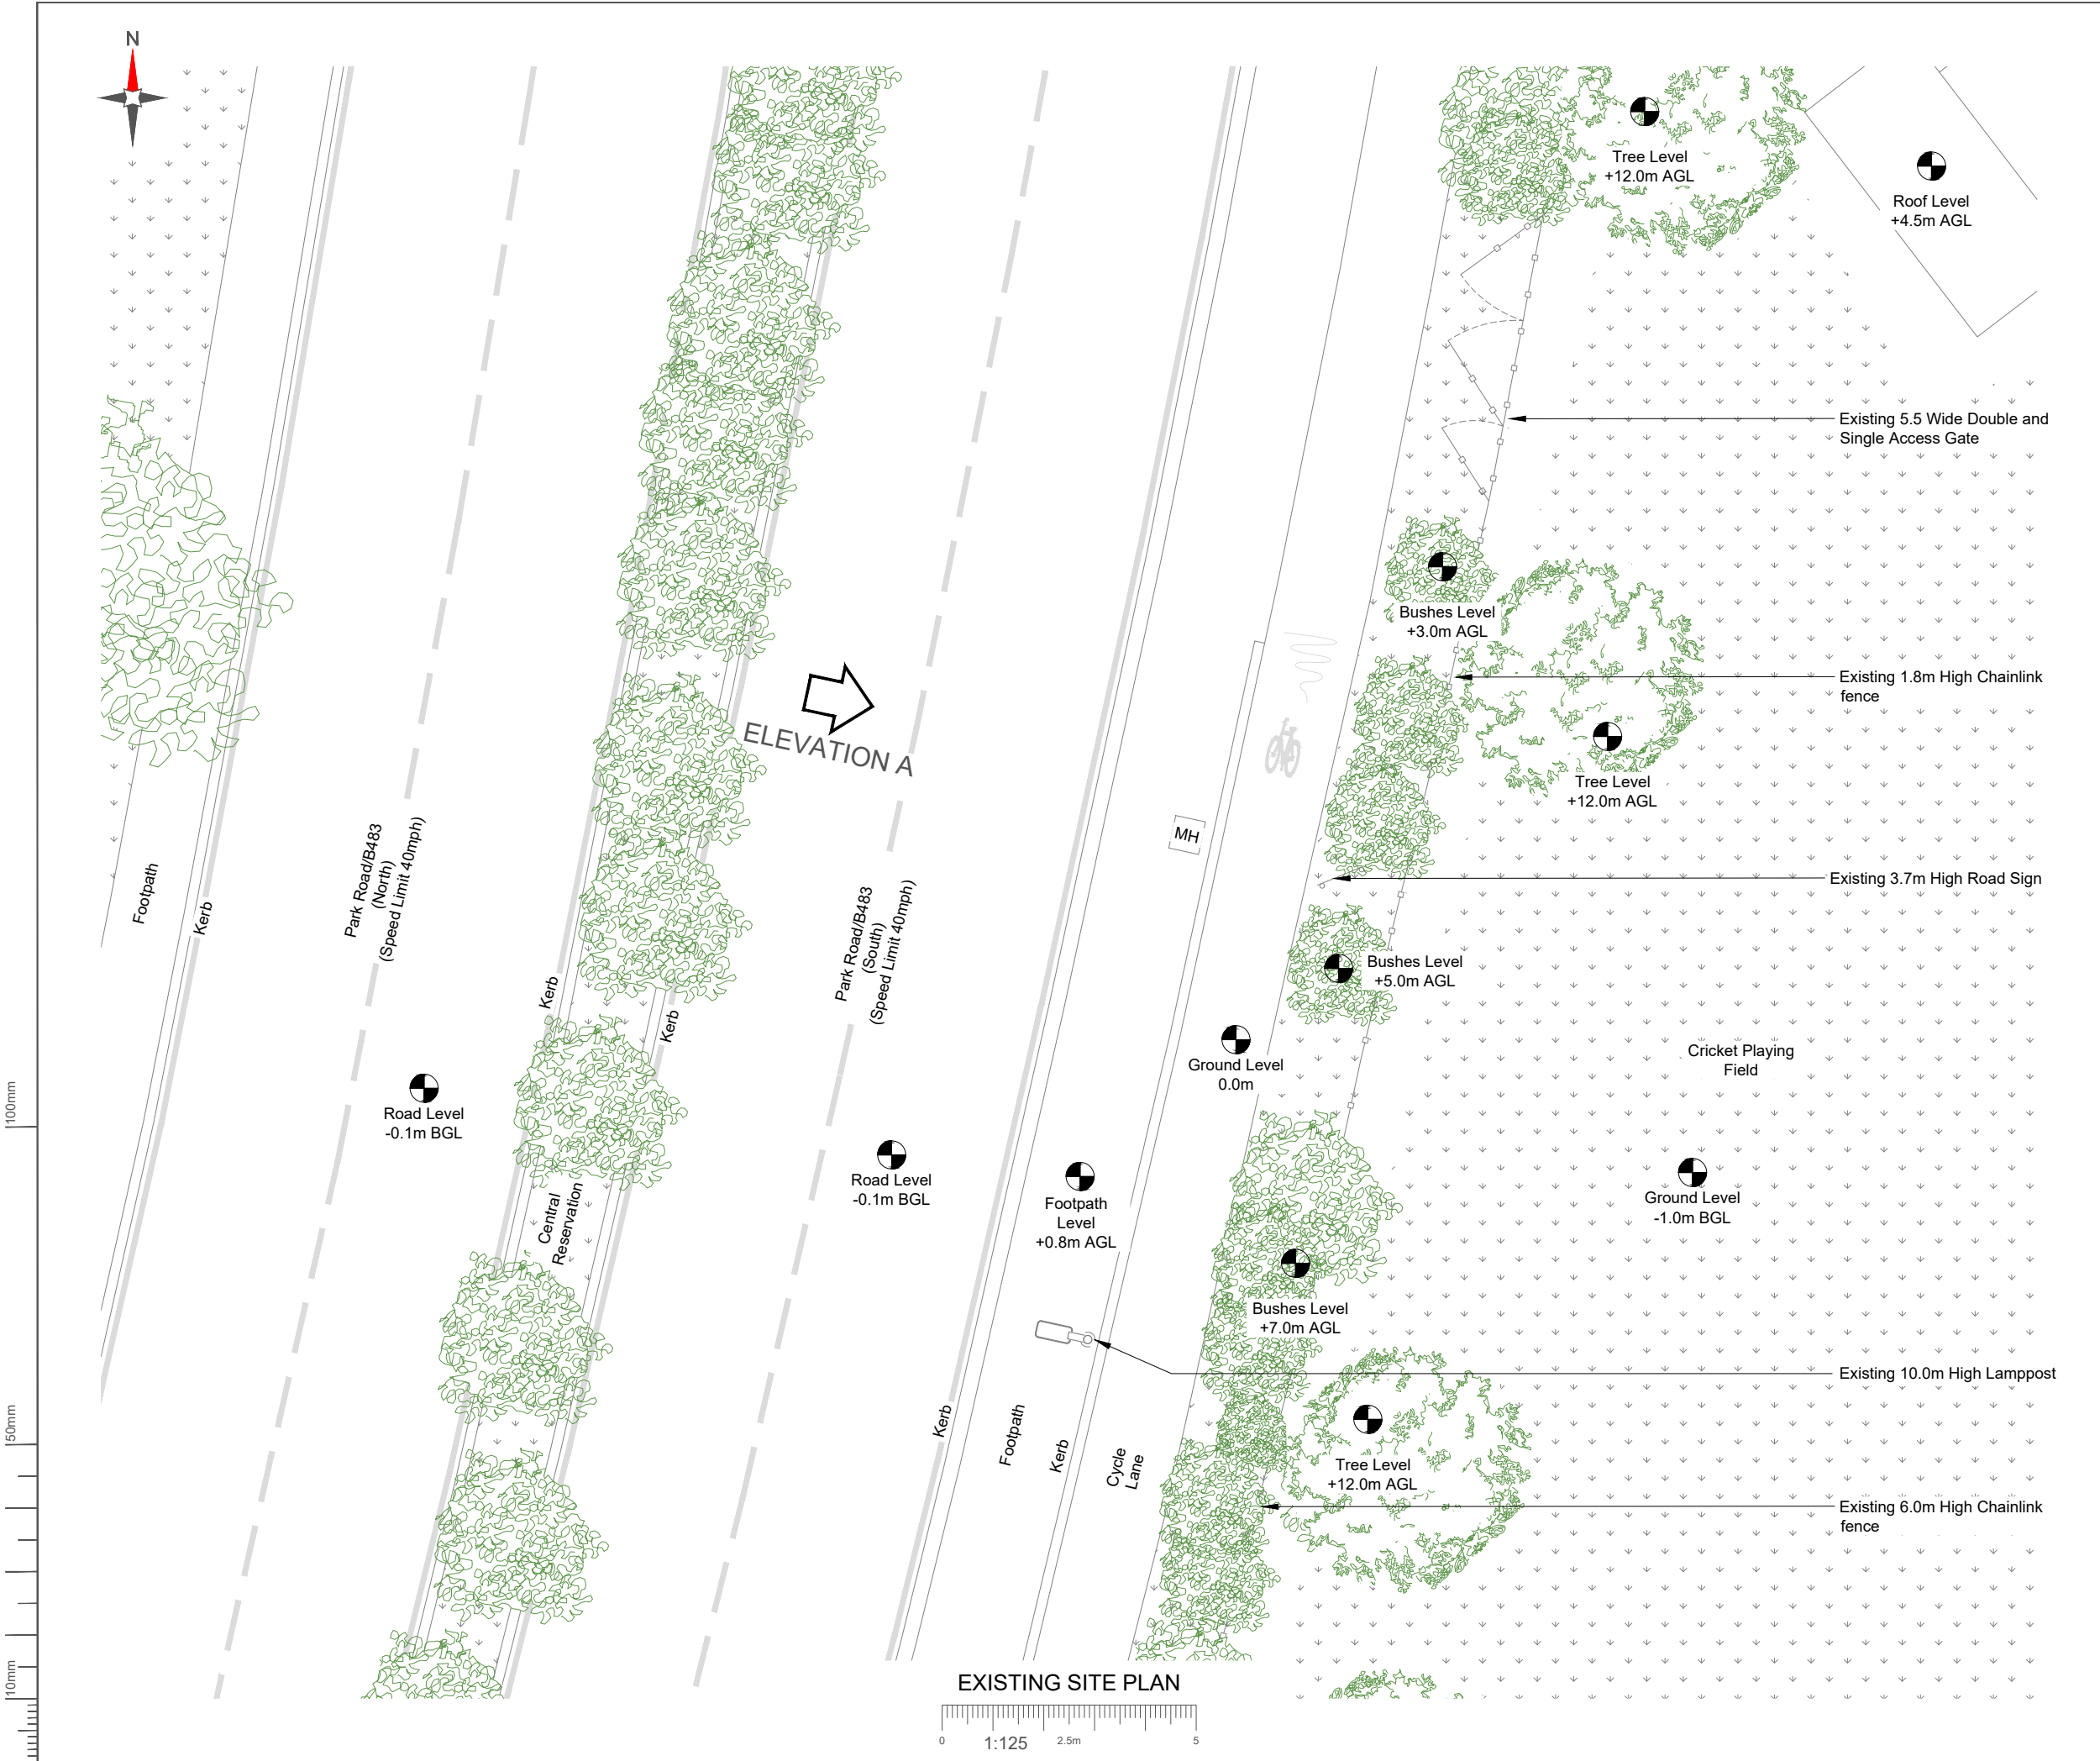 N
Tree Level
+12.0m AGL
Roof Level
+4.5m AGL
Existing 5.5 Wide Double and
Single Access Gate
Bushes Level
+3.0m AGL
Existing 1.8m High Chainlink
fence
ELEVATION A
Tree Level
+12.0m AGL
MH
Park Road/B483
(North)
(Speed Limit 40mph)
Footpath
Kerb
Park Road/B483
(South)
(Speed Limit 40mph)
Existing 3.7m High Road Sign
Bushes Level
+5.0m AGL
Kerb
Kerb
Ground Level
0.0m
Cricket Playing
Field
Road Level
-0.1m BGL
100mm
Road Level
-0.1m BGL
Footpath
Level
+0.8m AGL
Ground Level
-1.0m BGL
Central
Reservation
Bushes Level
+7.0m AGL
Existing 10.0m High Lamppost
Kerb
Footpath
Kerb
Cycle
Lane
50mm
Tree Level
+12.0m AGL
Existing 6.0m High Chainlink
fence
10mm
EXISTING SITE PLAN
0
1:125
2.5m
5